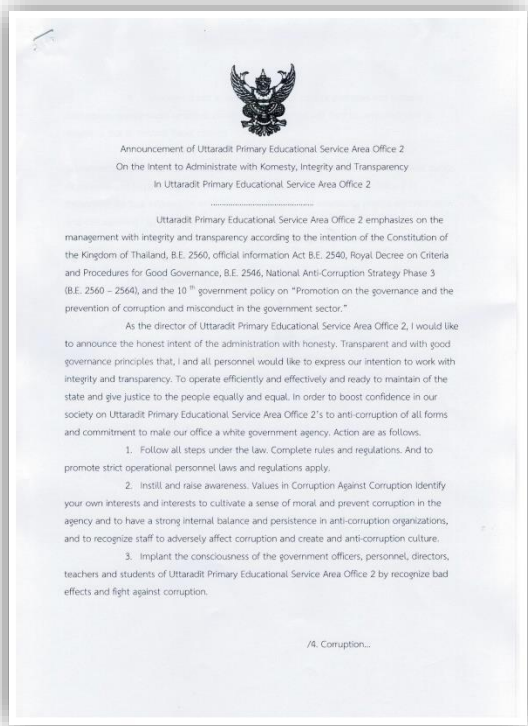 Announcement of Uttaradit Primary Educational Service Area Office 2
On the Intent to Administrate with Komesty, Integrity and Transparency
In Uttaradit Primary Educational Service Area Office 2
................................................
Uttaradit Primary Educational Service Area Office 2 emphasizes on the
management with integrity and transparency according to the intention of the Constitution of
the Kingdom of Thailand, B.E. 2560, official information Act B.E. 2540, Royal Decree on Criteria
and Procedures for Good Governance, B.E. 2546, National Anti-Corruption Strategy Phase 3
(B.E. 2560 – 2564), and the 10 th government policy on "Promotion on the governance and the
prevention of corruption and misconduct in the government sector."
As the director of Uttaradit Primary Educational Service Area Office 2, I would like
to announce the honest intent of the administration with honesty. Transparent and with good
governance principles that, I and all personnel would like to express our intention to work with
integrity and transparency. To operate efficiently and effectively and ready to maintain of the
state and give justice to the people equally and equal. In order to boost confidence in our
society on Uttaradit Primary Educational Service Area Office 2's to anti-corruption of all forms
and commitment to male our office a white government agency. Action are as follows.
1. Follow all steps under the law. Complete rules and regulations. And to
promote strict operational personnel laws and regulations apply.
2. Instill and raise awareness. Values in Corruption Against Corruption Identify
your own interests and interests to cultivate a sense of moral and prevent corruption in the
agency and to have a strong internal balance and persistence in anti-corruption organizations,
and to recognize staff to adversely affect corruption and create and anti-corruption culture.
3. Implant the consciousness of the government officers, personnel, directors,
teachers and students of Uttaradit Primary Educational Service Area Office 2 by recognize bad
effects and fight against corruption.
/4. Corruption...